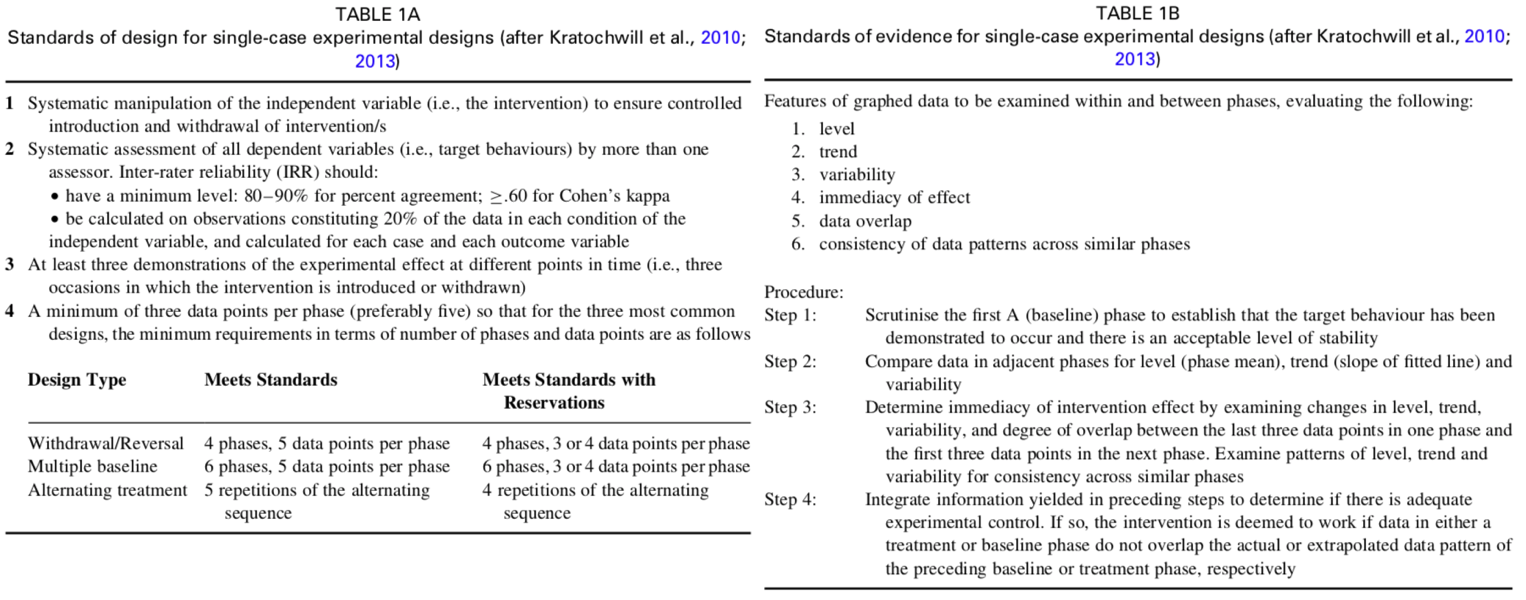 TABLE 1A
Standards of design for single-case experimental designs (after Kratochwill et al., 2010;
2013)
1 Systematic manipulation of the independent variable (i.e., the intervention) to ensure controlled
introduction and withdrawal of intervention/s
2 Systematic assessment of all dependent variables (i.e., target behaviours) by more than one
assessor. Inter-rater reliability (IRR) should:
• have a minimum level: 80–90% for percent agreement; ≥.60 for Cohen's kappa
• be calculated on observations constituting 20% of the data in each condition of the
independent variable, and calculated for each case and each outcome variable
3 At least three demonstrations of the experimental effect at different points in time (i.e., three
occasions in which the intervention is introduced or withdrawn)
4 A minimum of three data points per phase (preferably five) so that for the three most common
designs, the minimum requirements in terms of number of phases and data points are as follows
Design Type Meets Standards Meets Standards with
Reservations
Withdrawal/Reversal 4 phases, 5 data points per phase 4 phases, 3 or 4 data points per phase
Multiple baseline 6 phases, 5 data points per phase 6 phases, 3 or 4 data points per phase
Alternating treatment 5 repetitions of the alternating 4 repetitions of the alternating
sequence sequence
TABLE 1B
Standards of evidence for single-case experimental designs (after Kratochwill et al., 2010;
2013)
Features of graphed data to be examined within and between phases, evaluating the following:
1. level
2. trend
3. variability
4. immediacy of effect
5. data overlap
6. consistency of data patterns across similar phases
Procedure:
Step 1: Scrutinise the first A (baseline) phase to establish that the target behaviour has been
demonstrated to occur and there is an acceptable level of stability
Step 2: Compare data in adjacent phases for level (phase mean), trend (slope of fitted line) and
variability
Step 3: Determine immediacy of intervention effect by examining changes in level, trend,
variability, and degree of overlap between the last three data points in one phase and
the first three data points in the next phase. Examine patterns of level, trend and
variability for consistency across similar phases
Step 4: Integrate information yielded in preceding steps to determine if there is adequate
experimental control. If so, the intervention is deemed to work if data in either a
treatment or baseline phase do not overlap the actual or extrapolated data pattern of
the preceding baseline or treatment phase, respectively